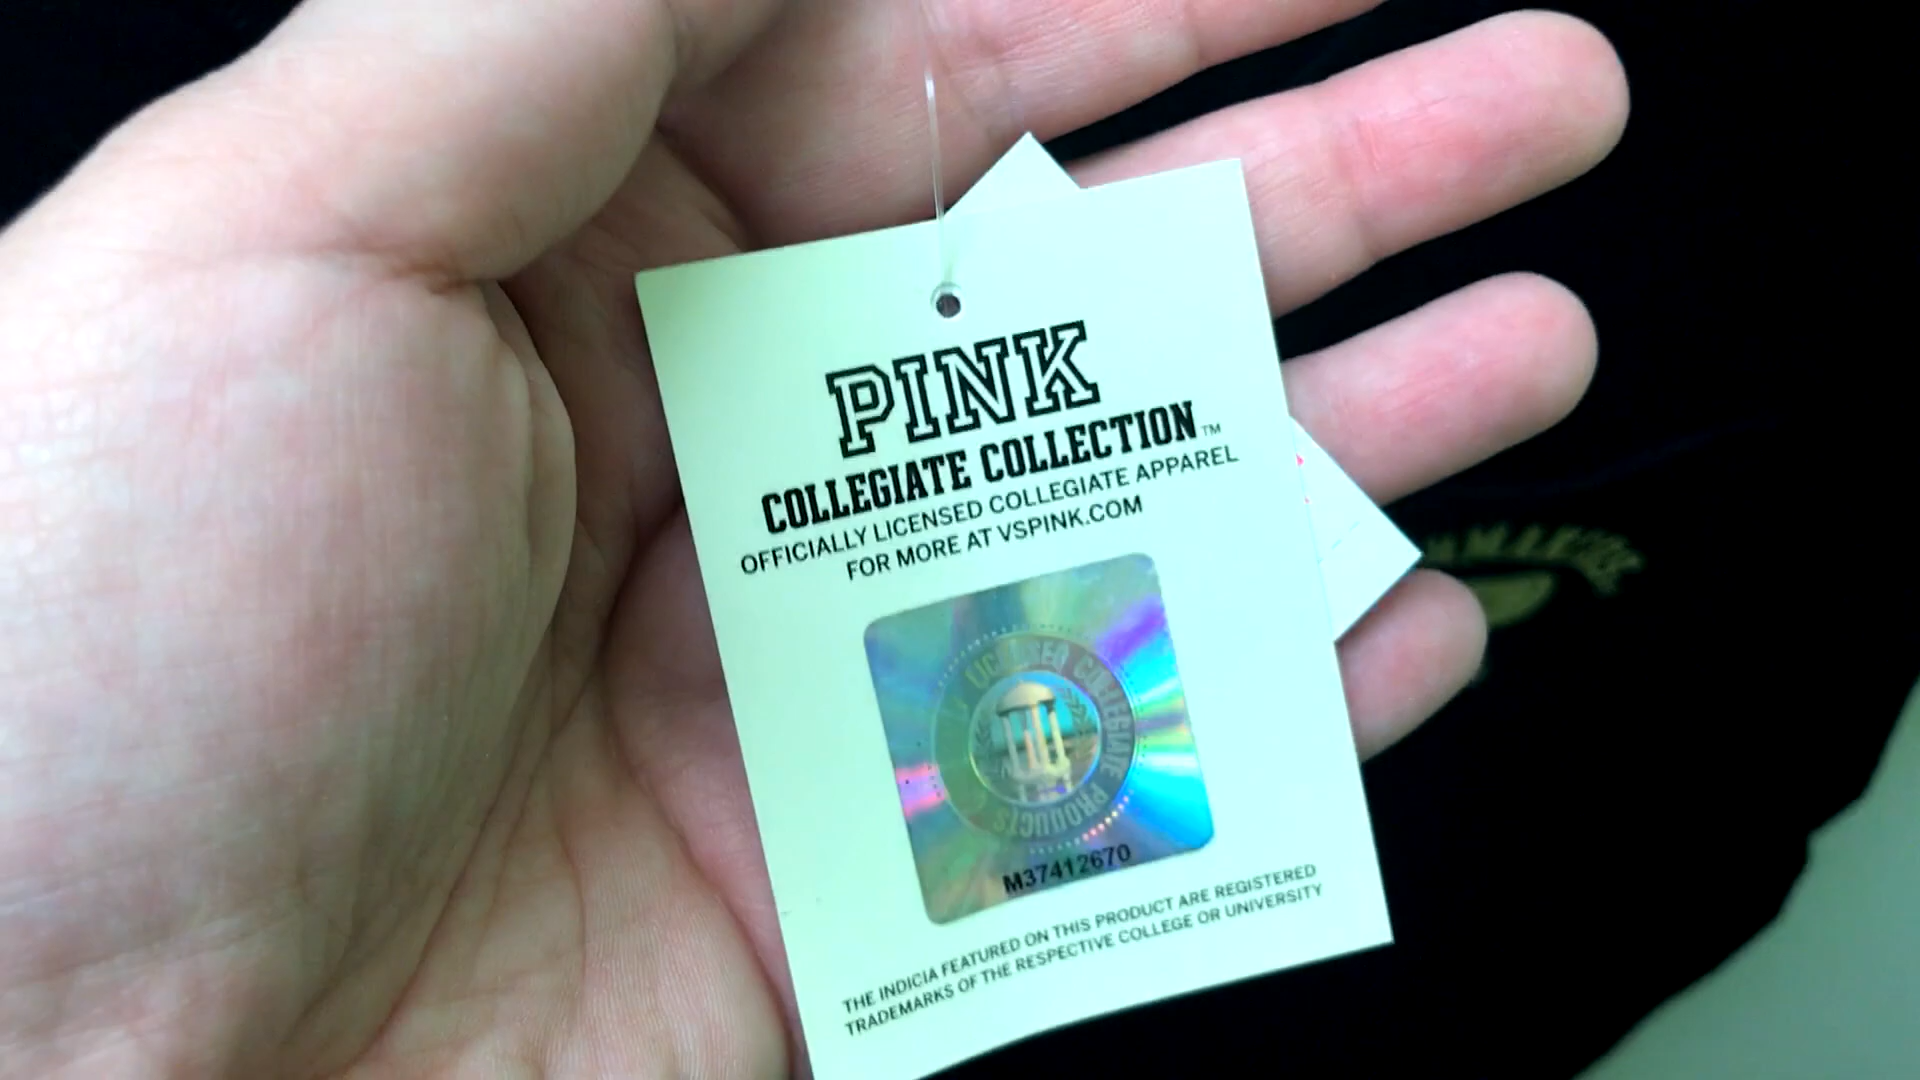 PINK
COLLEGIATE COLLECTION™
OFFICIALLY LICENSED COLLEGIATE APPAREL
FOR MORE AT VSPINK.COM
LICENSED COLLEGIATE PRODUCTS
M37412670
THE INDICIA FEATURED ON THIS PRODUCT ARE REGISTERED
TRADEMARKS OF THE RESPECTIVE COLLEGE OR UNIVERSITY